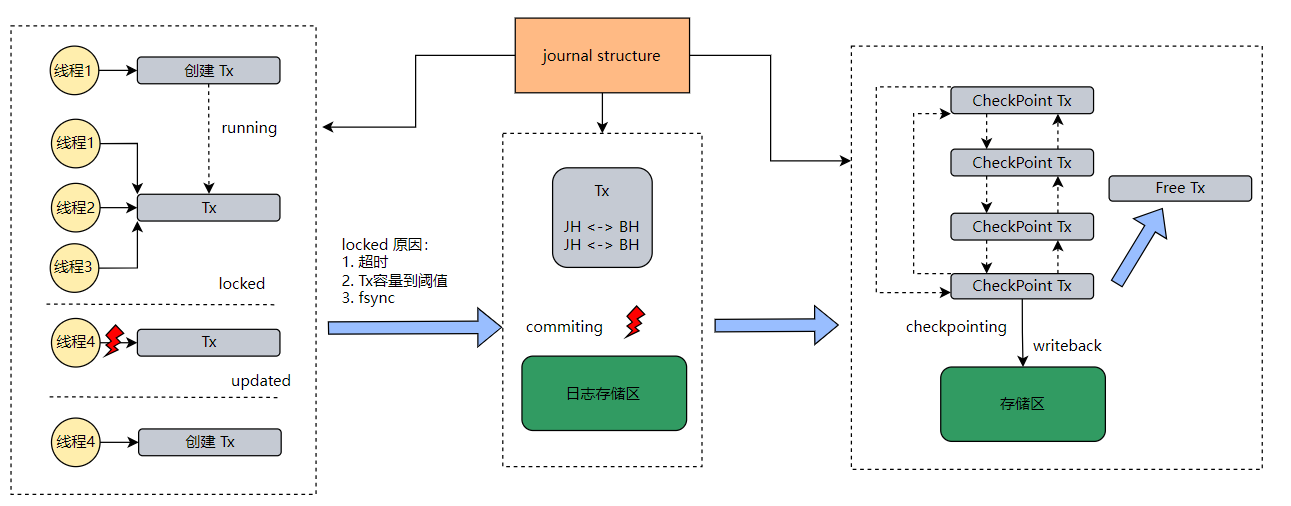 journal structure
线程1
创建 Tx
running
线程1
线程2
Tx
线程3
locked
线程4
Tx
updated
线程4
创建 Tx
locked 原因：
1. 超时
2. Tx容量到阈值
3. fsync
Tx
JH <-> BH
JH <-> BH
commiting
日志存储区
CheckPoint Tx
CheckPoint Tx
CheckPoint Tx
CheckPoint Tx
Free Tx
checkpointing
writeback
存储区